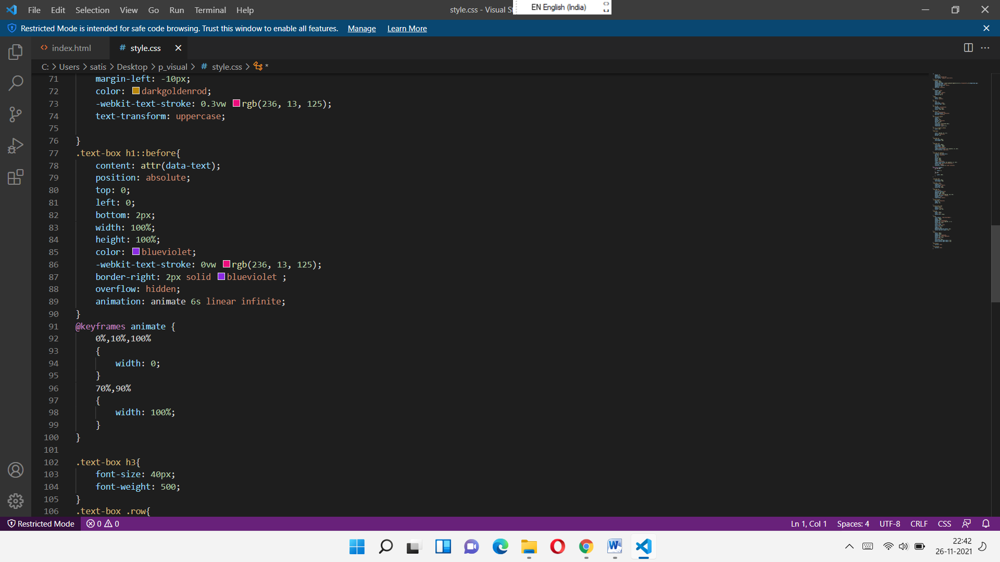 File Edit Selection View Go Run Terminal Help
style.css - Visual St
EN English (India)
Restricted Mode is intended for safe code browsing. Trust this window to enable all features. Manage Learn More
index.html
# style.css
C: > Users > satis > Desktop > p_visual > # style.css > *
71 margin-left: -10px;
72 color: darkgoldenrod;
73 -webkit-text-stroke: 0.3vw rgb(236, 13, 125);
74 text-transform: uppercase;
75
76 }
77 .text-box h1::before{
78 content: attr(data-text);
79 position: absolute;
80 top: 0;
81 left: 0;
82 bottom: 2px;
83 width: 100%;
84 height: 100%;
85 color: blueviolet;
86 -webkit-text-stroke: 0vw rgb(236, 13, 125);
87 border-right: 2px solid blueviolet ;
88 overflow: hidden;
89 animation: animate 6s linear infinite;
90 }
91 @keyframes animate {
92 0%,10%,100%
93 {
94 width: 0;
95 }
96 70%,90%
97 {
98 width: 100%;
99 }
100 }
101
102 .text-box h3{
103 font-size: 40px;
104 font-weight: 500;
105 }
106 .text-box .row{
Restricted Mode 0 0
Ln 1, Col 1 Spaces: 4 UTF-8 CRLF CSS
22:42
26-11-2021